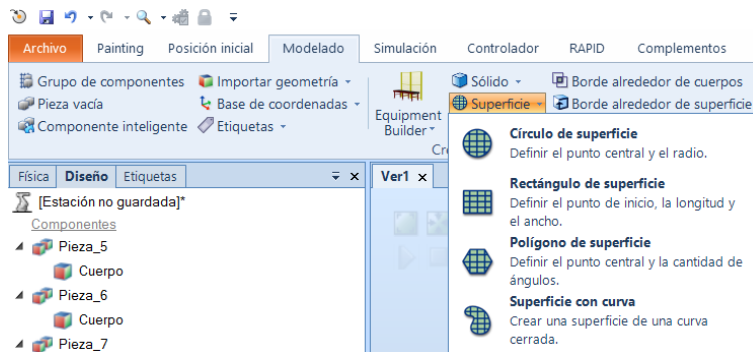 Archivo Painting Posición inicial Modelado Simulación Controlador RAPID Complementos
Grupo de componentes Importar geometría Sólido Borde alrededor de cuerpos
Pieza vacía Base de coordenadas Superficie Borde alrededor de superficie
Componente inteligente Etiquetas Equipment
Builder
Cre
Física Diseño Etiquetas Ver1
[Estación no guardada]*
Componentes
Pieza_5
Cuerpo
Pieza_6
Cuerpo
Pieza_7
Círculo de superficie
Definir el punto central y el radio.
Rectángulo de superficie
Definir el punto de inicio, la longitud y
el ancho.
Polígono de superficie
Definir el punto central y la cantidad de
ángulos.
Superficie con curva
Crear una superficie de una curva
cerrada.